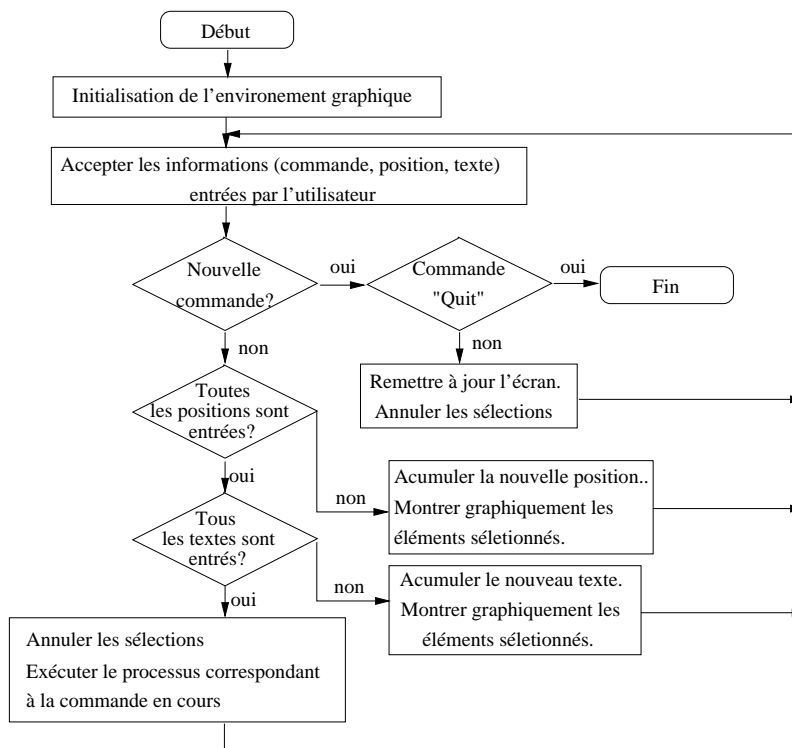 Début
Initialisation de l'environement graphique
Accepter les informations (commande, position, texte)
entrées par l'utilisateur
Nouvelle
commande?
oui
Commande
"Quit"
oui
Fin
non
non
Remettre à jour l'écran.
Annuler les sélections
Toutes
les positions sont
entrées?
oui
non
Acumuler la nouvelle position..
Montrer graphiquement les
éléments séletionnés.
Tous
les textes sont
entrés?
oui
non
Acumuler le nouveau texte.
Montrer graphiquement les
éléments séletionnés.
Annuler les sélections
Exécuter le processus correspondant
à la commande en cours